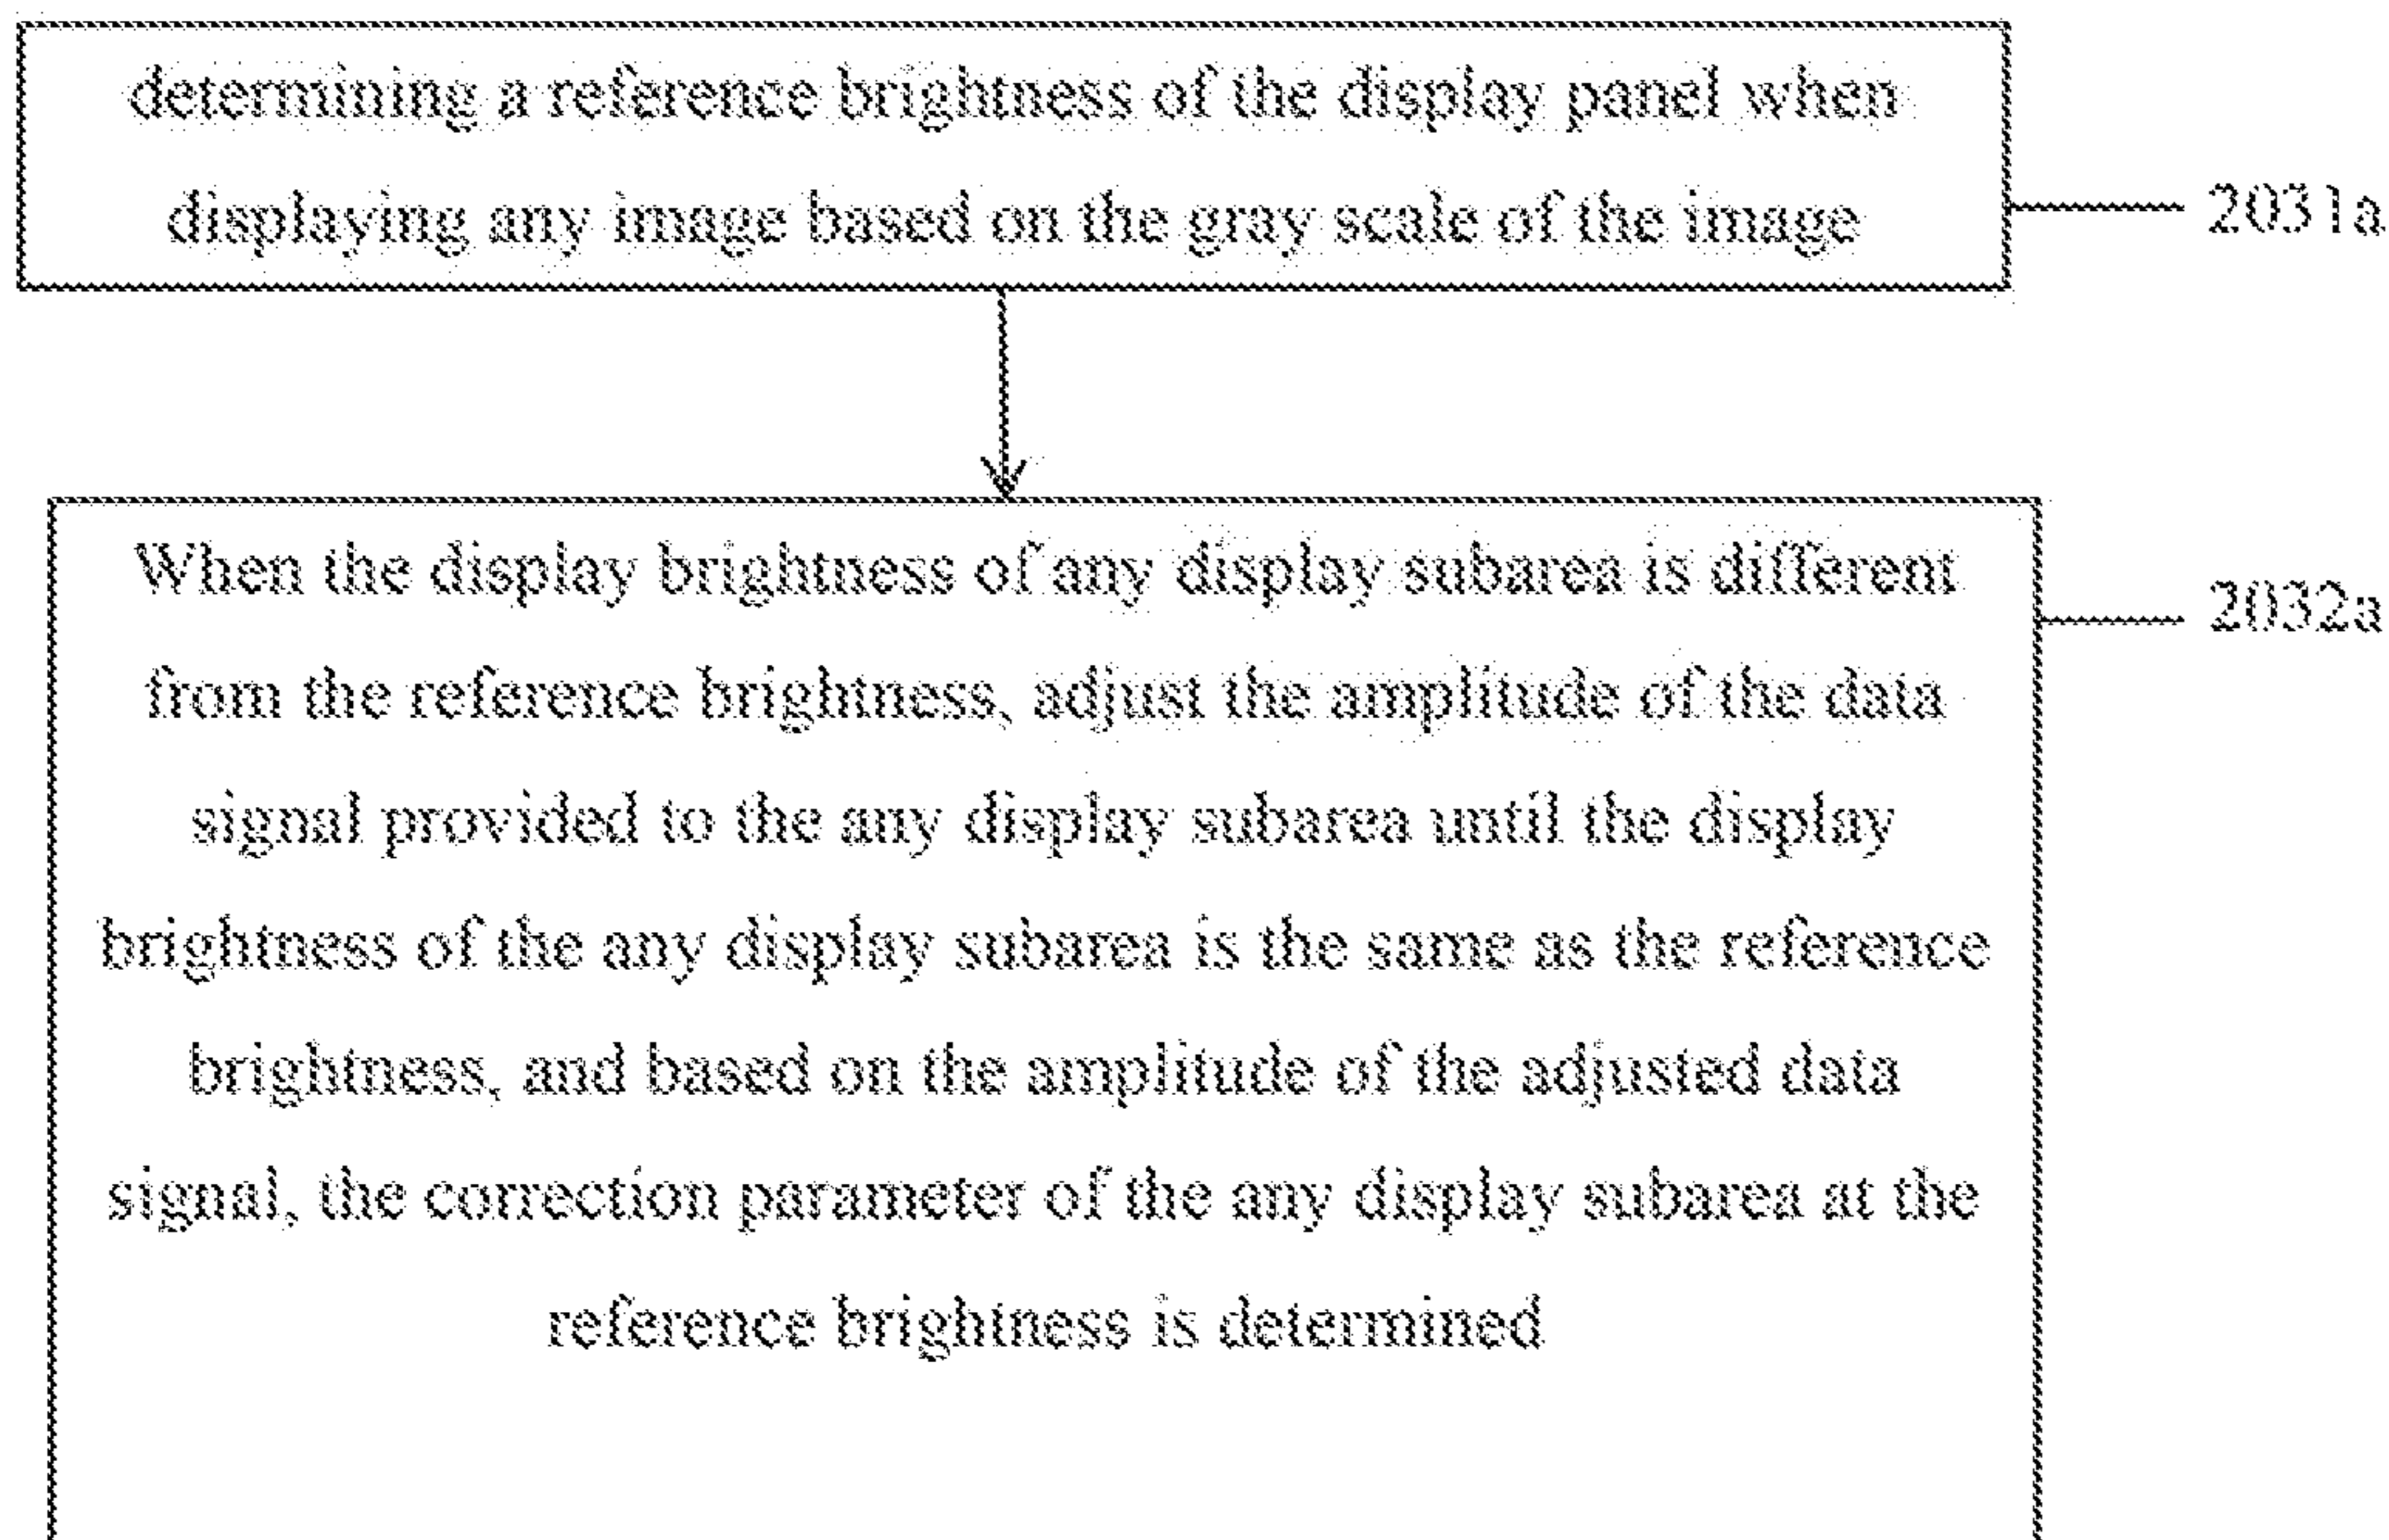 determining a reference brightness of the display panel when
displaying any image based on the gray scale of the image
2031a
When the display brightness of any display subarea is different
2032a
from the reference brightness, adjust the amplitude of the data
signal provided to the any display subarea until the display
brightness of the any display subarea is the same as the reference
brightness, and based on the amplitude of the adjusted data
signal, the correction parameter of the any display subarea at the
reference brightness is determined